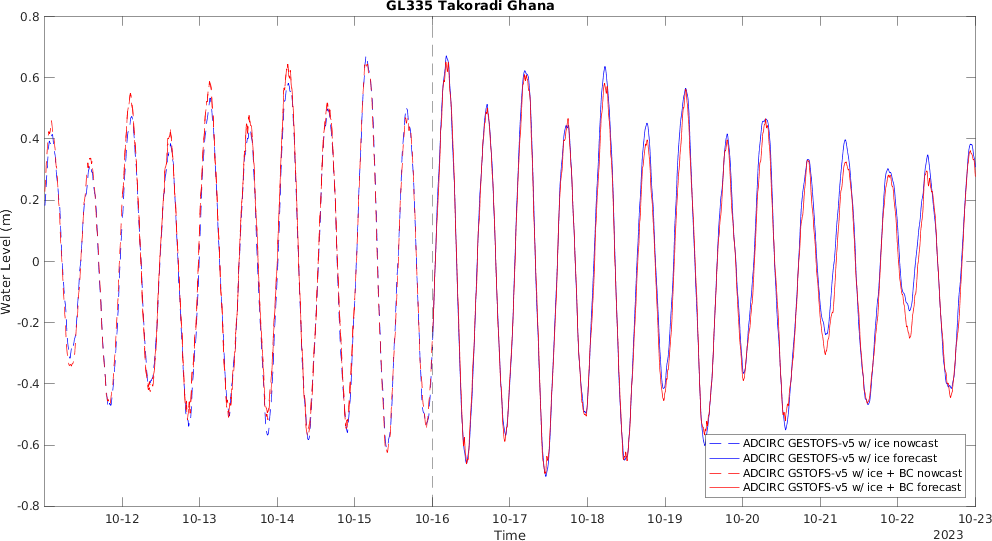 GL335 Takoradi Ghana
0.8
0.6
0.4
0.2
0
-0.2
-0.4
-0.6
-0.8
Water Level (m)
ADCIRC GESTOFS-v5 w/ ice nowcast
ADCIRC GESTOFS-v5 w/ ice forecast
ADCIRC GSTOFS-v5 w/ ice + BC nowcast
ADCIRC GSTOFS-v5 w/ ice + BC forecast
10-12 10-13 10-14 10-15 10-16 10-17 10-18 10-19 10-20 10-21 10-22 10-23
Time
2023